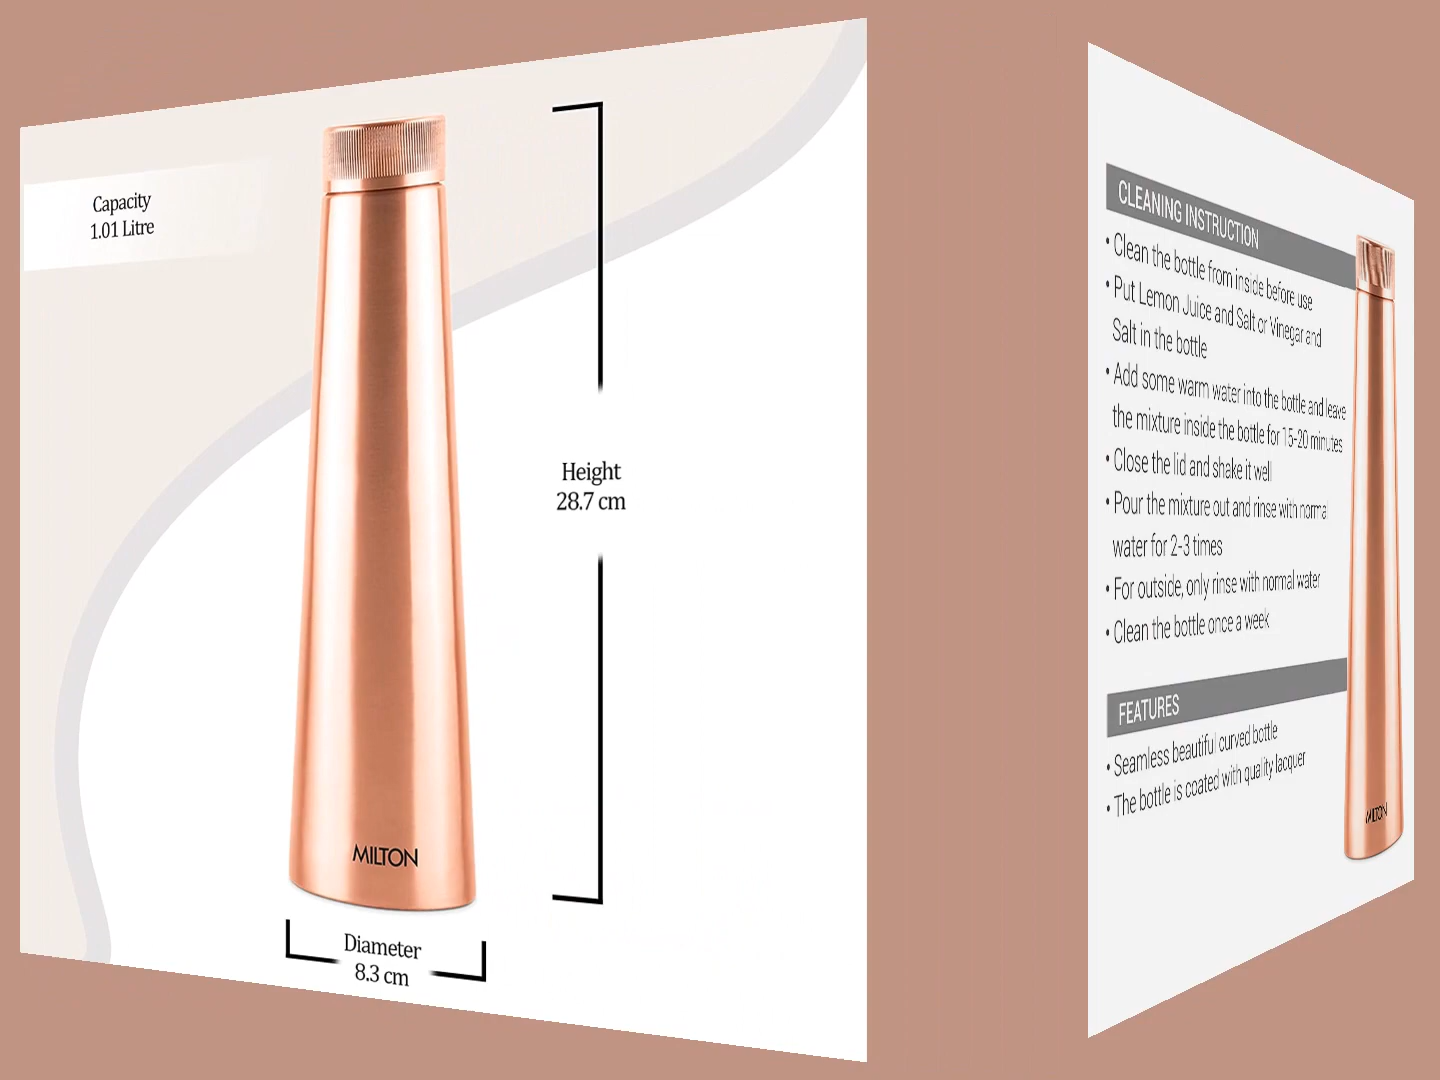 Capacity
1.01 Litre
Height
28.7 cm
MILTON
Diameter
8.3 cm
CLEANING INSTRUCTION
• Clean the bottle from inside before use
• Put Lemon Juice and Salt or Vinegar and
Salt in the bottle
• Add some warm water into the bottle and leave
the mixture inside the bottle for 15-20 minutes
• Close the lid and shake it well
• Pour the mixture out and rinse with normal
water for 2-3 times
• For outside, only rinse with normal water
• Clean the bottle once a week
FEATURES
• Seamless beautiful curved bottle
• The bottle is coated with quality lacquer
MILTON